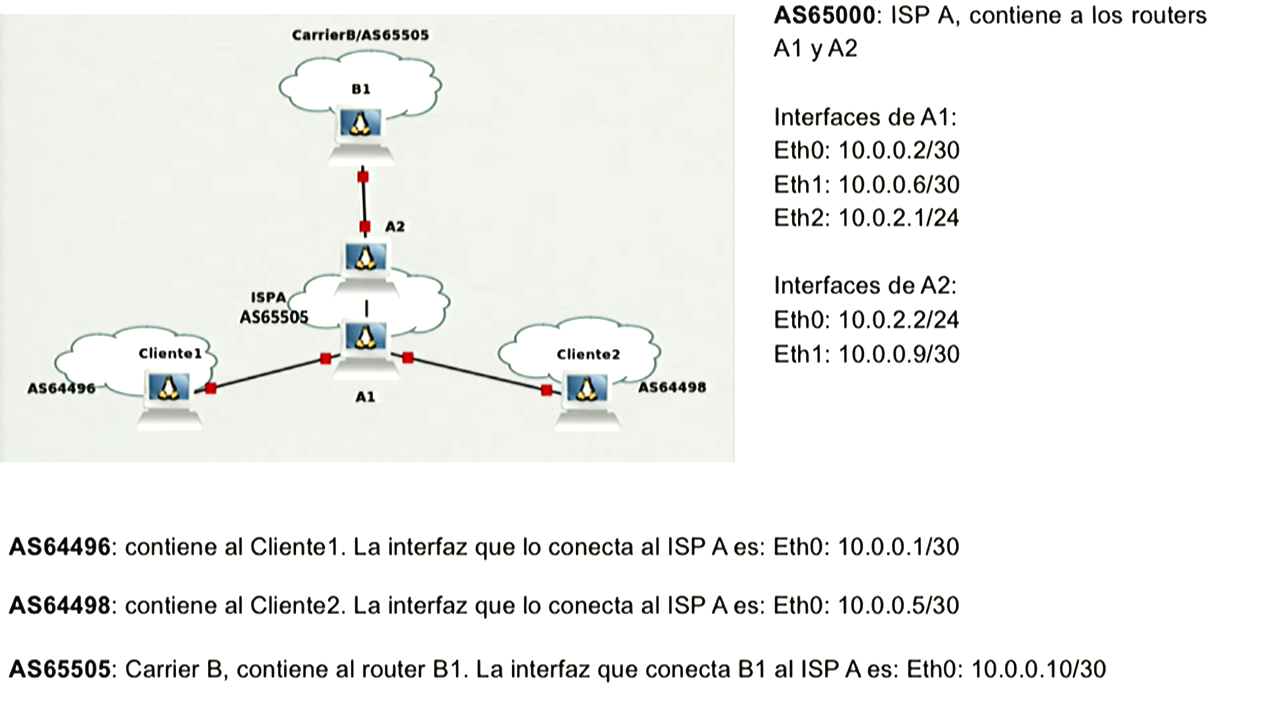 CarrierB/AS65505
B1
A2
ISPA
AS65505
Cliente1
AS64496
A1
Cliente2
AS64498
AS65000: ISP A, contiene a los routers
A1 y A2
Interfaces de A1:
Eth0: 10.0.0.2/30
Eth1: 10.0.0.6/30
Eth2: 10.0.2.1/24
Interfaces de A2:
Eth0: 10.0.2.2/24
Eth1: 10.0.0.9/30
AS64496: contiene al Cliente1. La interfaz que lo conecta al ISP A es: Eth0: 10.0.0.1/30
AS64498: contiene al Cliente2. La interfaz que lo conecta al ISP A es: Eth0: 10.0.0.5/30
AS65505: Carrier B, contiene al router B1. La interfaz que conecta B1 al ISP A es: Eth0: 10.0.0.10/30